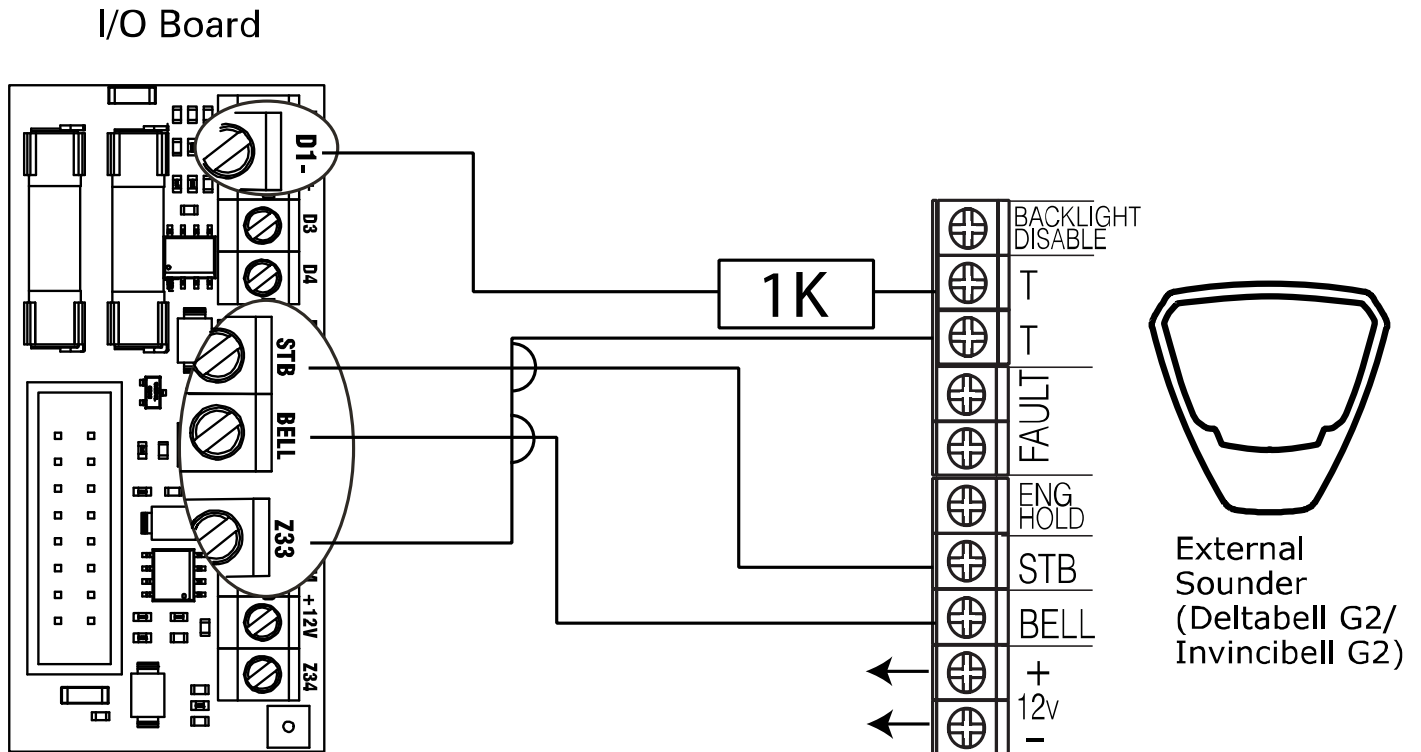 I/O Board
D1-
D3
D4
STB
BELL
Z33
+12V
Z34
1K
BACKLIGHT
DISABLE
T
T
FAULT
ENG
HOLD
STB
BELL
+
12V
-
External
Sounder
(Deltabell G2/
Invincibell G2)